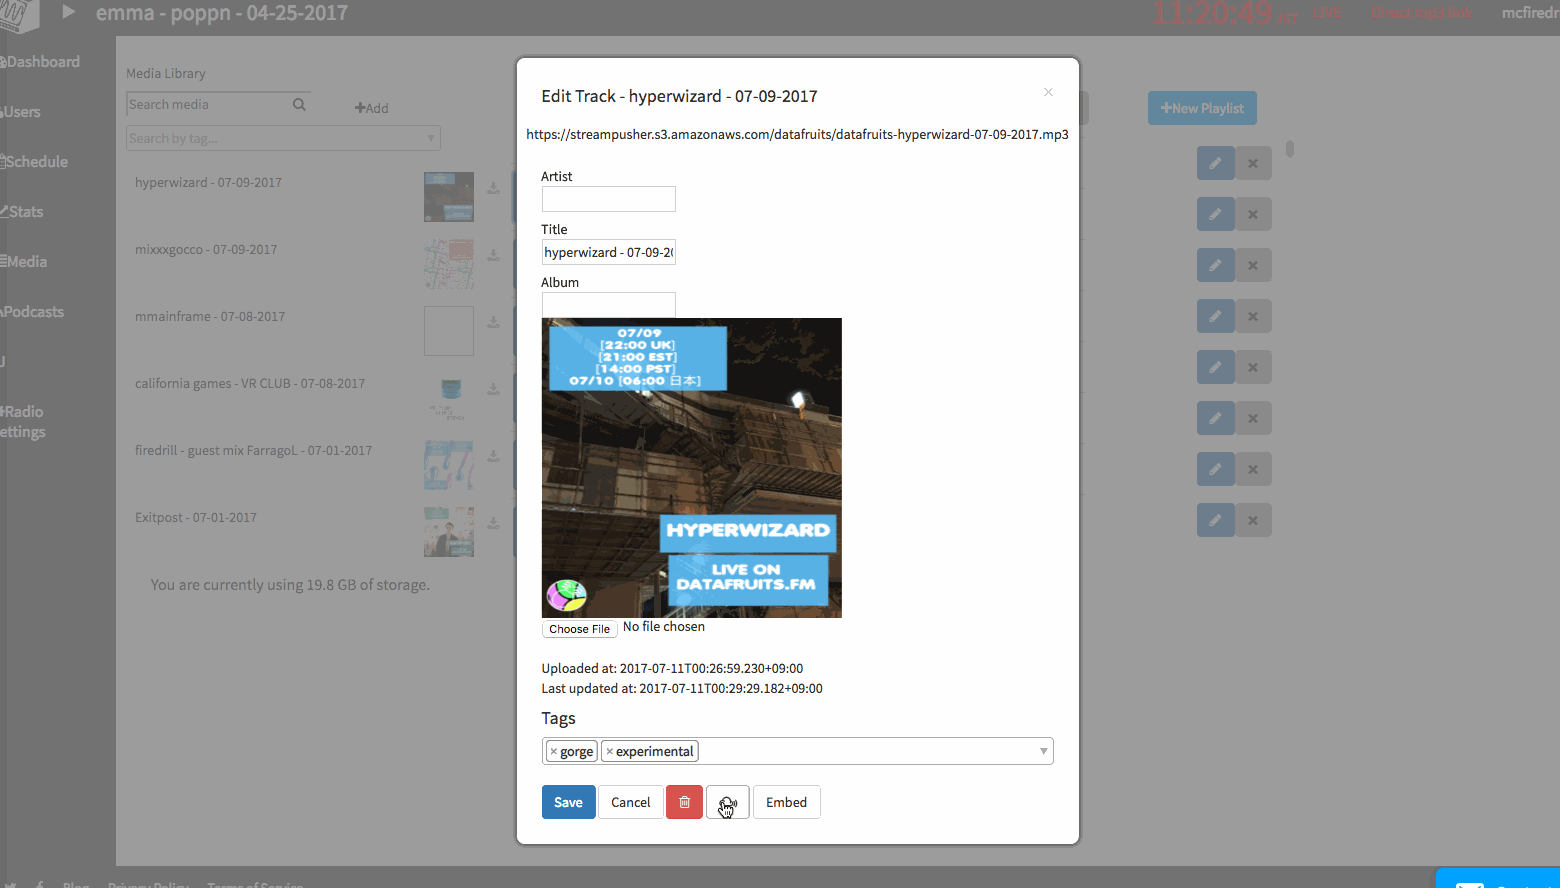 emma - poppn - 04-25-2017
11:20:49
LIVE
Direct mp3 link
mcfiredr
Dashboard
Users
Schedule
Stats
Media
Podcasts
J
Radio
ettings
Media Library
Search media
Add
Search by tag...
hyperwizard - 07-09-2017
mixxxgocco - 07-09-2017
mmainframe - 07-08-2017
california games - VR CLUB - 07-08-2017
firedrill - guest mix FarragoL - 07-01-2017
Exitpost - 07-01-2017
You are currently using 19.8 GB of storage.
New Playlist
Edit Track - hyperwizard - 07-09-2017
×
https://streampusher.s3.amazonaws.com/datafruits/datafruits-hyperwizard-07-09-2017.mp3
Artist
Title
hyperwizard - 07-09-20
Album
07/09
[22:00 UK]
[21:00 EST]
[14:00 PST]
07/10 [06:00 日本]
HYPERWIZARD
LIVE ON
DATAFRUITS.FM
Choose File No file chosen
Uploaded at: 2017-07-11T00:26:59.230+09:00
Last updated at: 2017-07-11T00:29:29.182+09:00
Tags
× gorge × experimental
Save Cancel Embed
Blog Privacy Policy Terms of Service